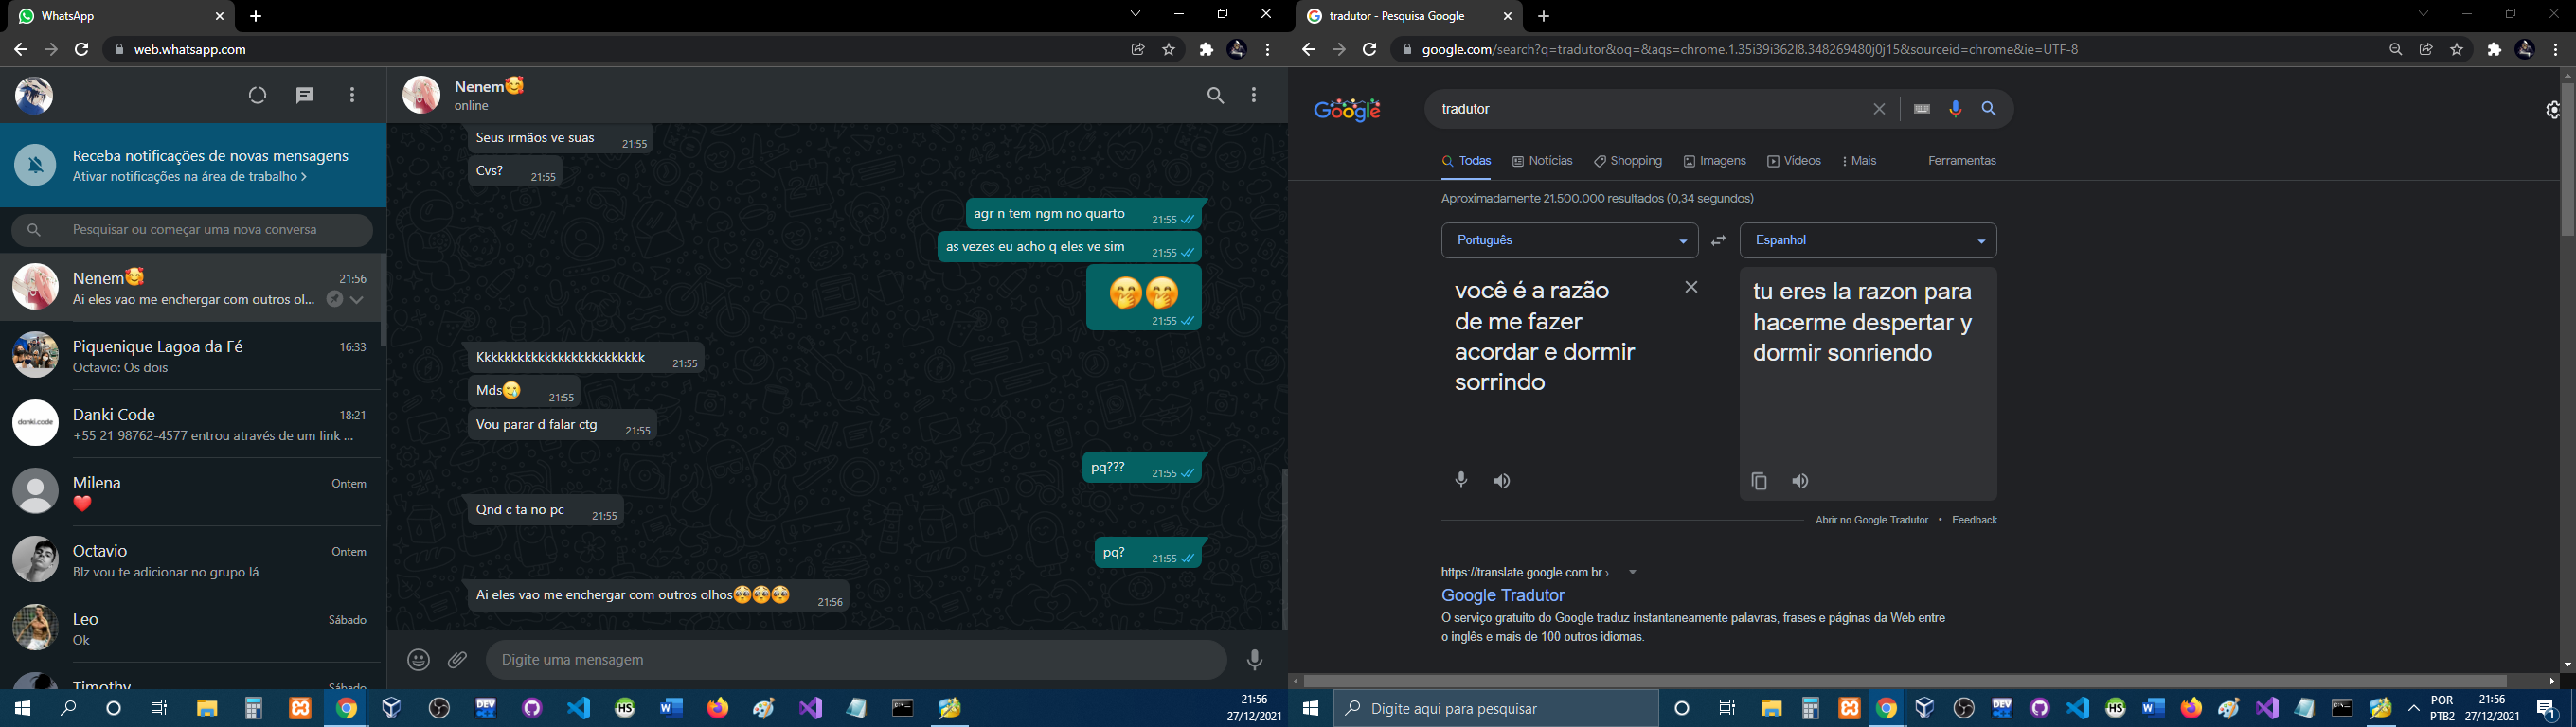 WhatsApp
web.whatsapp.com
Receba notificações de novas mensagens
Ativar notificações na área de trabalho >
Pesquisar ou começar uma nova conversa
Nenem🥰 21:56
Ai eles vao me enchergar com outros ol...
Piquenique Lagoa da Fé 16:33
Octavio: Os dois
danki.code
Danki Code 18:21
+55 21 98762-4577 entrou através de um link ...
Milena Ontem
❤️
Octavio Ontem
Blz vou te adicionar no grupo lá
Leo Sábado
Ok
Timothy Sábado
Nenem🥰
online
Seus irmãos ve suas 21:55
Cvs? 21:55
agr n tem ngm no quarto 21:55
as vezes eu acho q eles ve sim 21:55
🤭🤭
21:55
Kkkkkkkkkkkkkkkkkkkkkkkkk 21:55
Mds🥲 21:55
Vou parar d falar ctg 21:55
pq??? 21:55
Qnd c ta no pc 21:55
pq? 21:55
Ai eles vao me enchergar com outros olhos🥺🥺🥺 21:56
Digite uma mensagem
DEV
HS
21:56
27/12/2021
tradutor - Pesquisa Google
google.com/search?q=tradutor&oq=&aqs=chrome.1.35i39i362l8.348269480j0j15&sourceid=chrome&ie=UTF-8
Google
tradutor
Todas Notícias Shopping Imagens Vídeos Mais Ferramentas
Aproximadamente 21.500.000 resultados (0,34 segundos)
Português Espanhol
você é a razão
de me fazer
acordar e dormir
sorrindo
tu eres la razon para
hacerme despertar y
dormir sonriendo
Abrir no Google Tradutor • Feedback
https://translate.google.com.br › ...
Google Tradutor
O serviço gratuito do Google traduz instantaneamente palavras, frases e páginas da Web entre
o inglês e mais de 100 outros idiomas.
Digite aqui para pesquisar
DEV
HS
POR
PTB2
21:56
27/12/2021
1